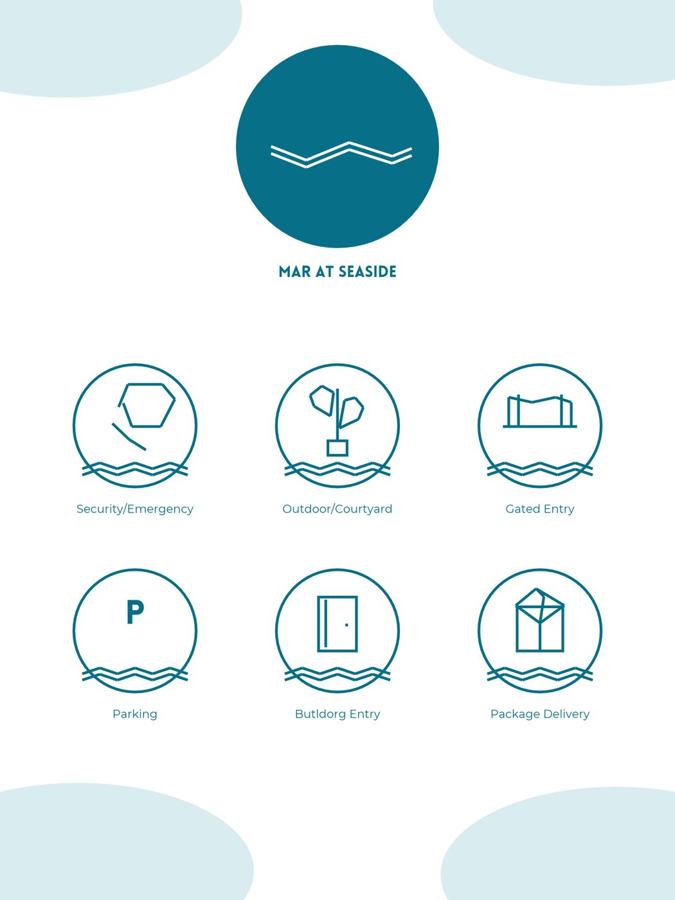 MAR AT SEASIDE
Security/Emergency
Outdoor/Courtyard
Gated Entry
P
Parking
Butldorg Entry
Package Delivery